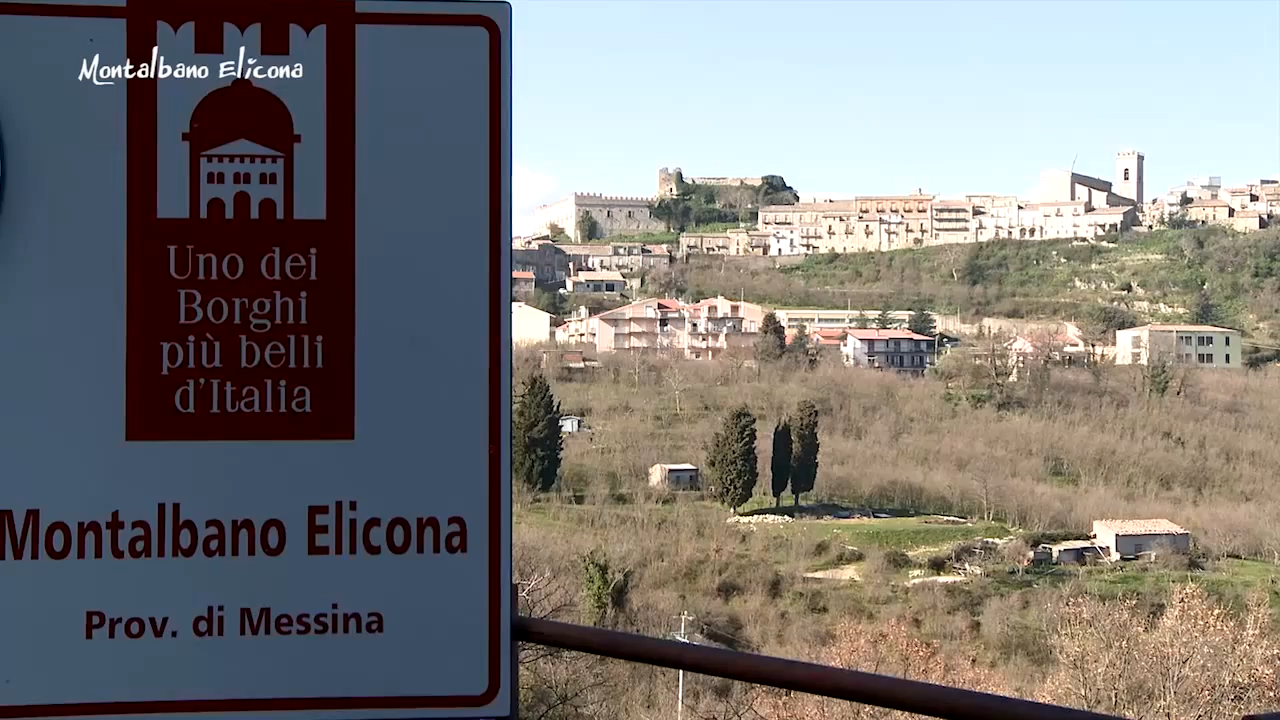 Montalbano Elicona
Uno dei
Borghi
più belli
d'Italia
Montalbano Elicona
Prov. di Messina